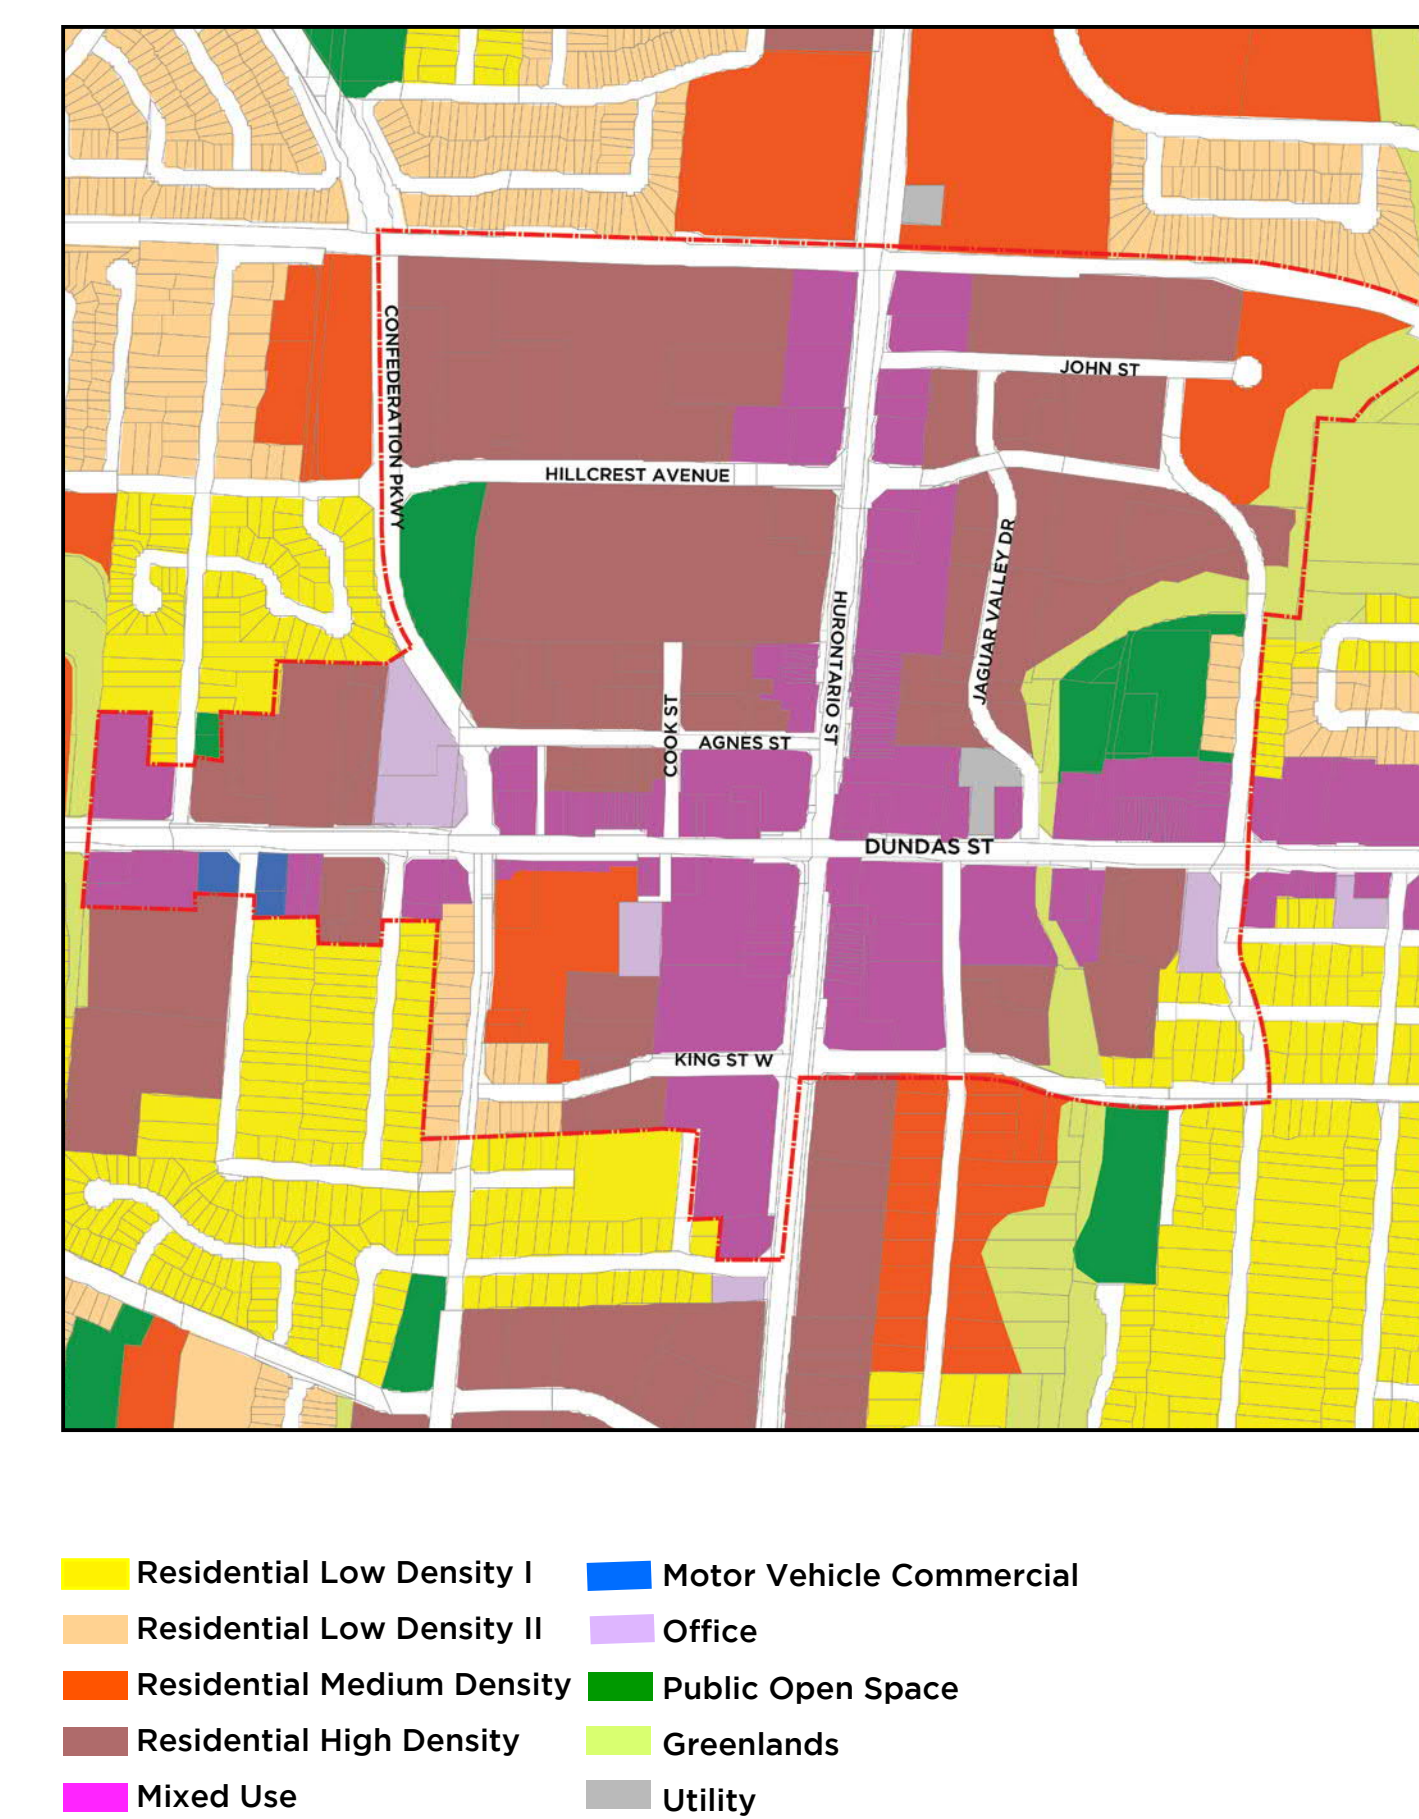 CONFEDERATION PKWY
JOHN ST
HILLCREST AVENUE
JAGUAR VALLEY DR
HURONTARIO ST
COOK ST
AGNES ST
DUNDAS ST
KING ST W
Residential Low Density I
Residential Low Density II
Residential Medium Density
Residential High Density
Mixed Use
Motor Vehicle Commercial
Office
Public Open Space
Greenlands
Utility